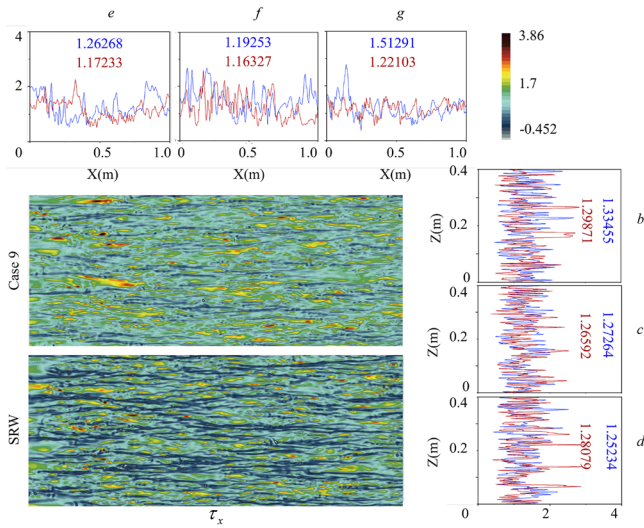 e f g
4
2
0
1.26268
1.17233
1.19253
1.16327
1.51291
1.22103
0.5 1.0 0.5 1.0 0.5 1.0
X(m) X(m) X(m)
3.86
1.7
-0.452
Case 9
SRW
τx
0.4
0.2
0
Z(m)
1.33455
1.29871
b
0.4
0.2
0
Z(m)
1.27264
1.26592
c
0.4
0.2
Z(m)
1.25234
1.28079
d
0 2 4